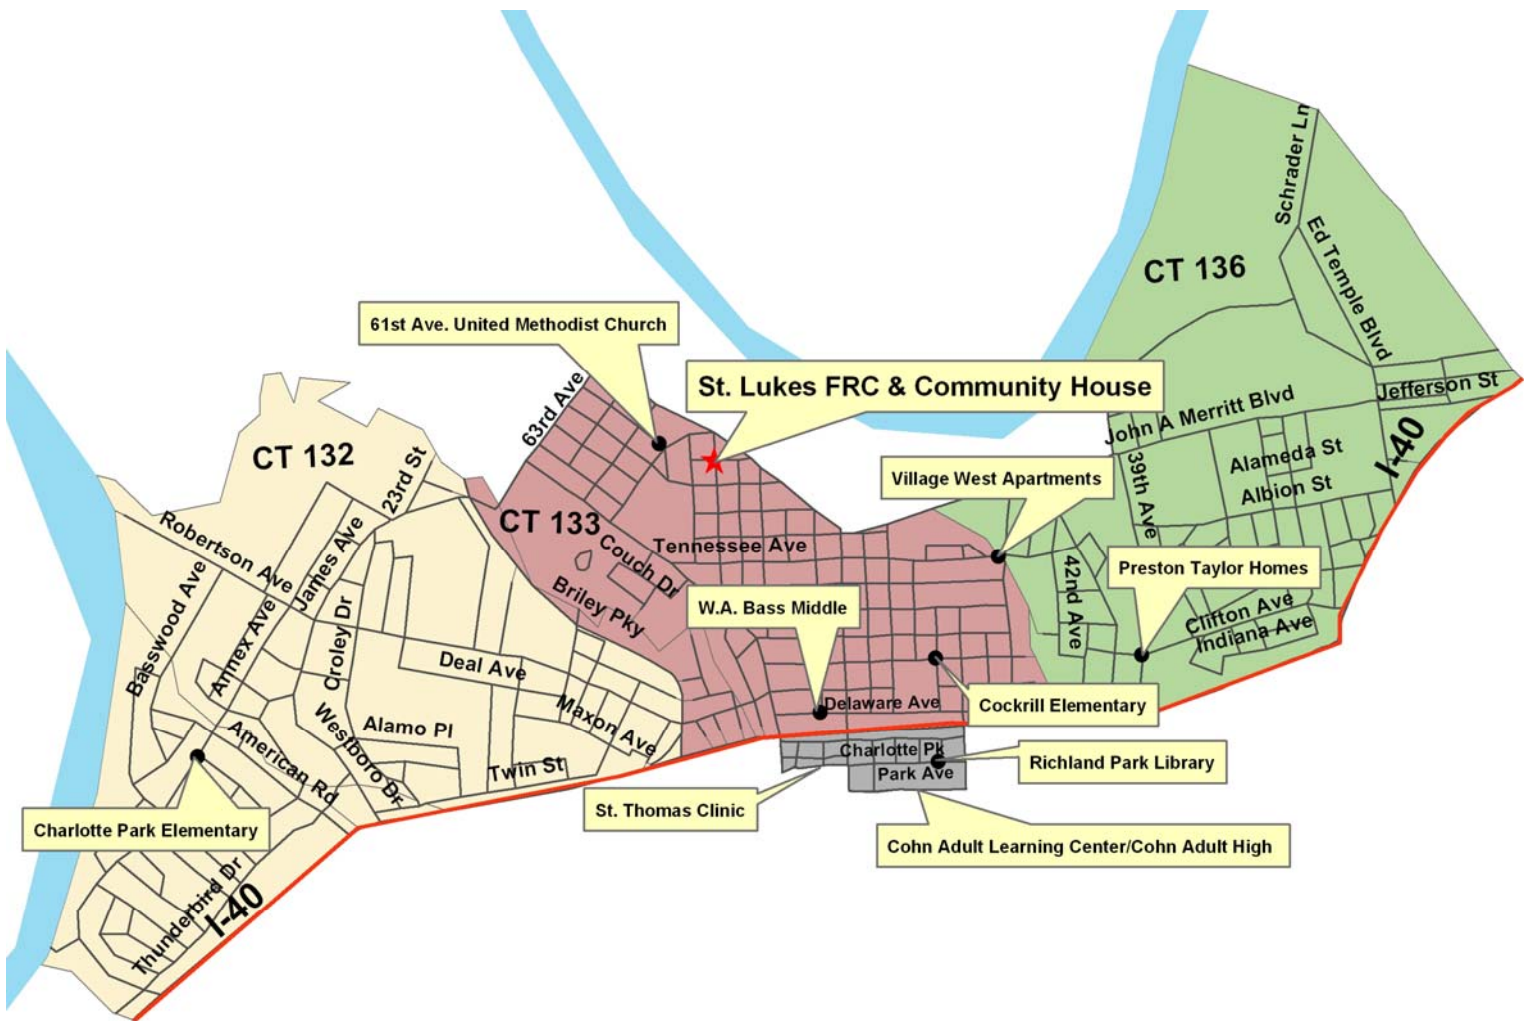 Schrader Ln
Ed Temple Blvd
CT 136
61st Ave. United Methodist Church
St. Lukes FRC & Community House
Jefferson St
63rd Ave
John A Merritt Blvd
I-40
CT 132
23rd St
Alameda St
Village West Apartments
39th Ave
Albion St
CT 133
Robertson Ave
James Ave
Tennessee Ave
Couch Dr
Basswood Ave
Briley Pky
42nd Ave
Preston Taylor Homes
W.A. Bass Middle
Clifton Ave
Indiana Ave
Annex Ave
Croley Dr
Deal Ave
Maxon Ave
Delaware Ave
Cockrill Elementary
Alamo Pl
Westboro Dr
American Rd
Charlotte Pk
Richland Park Library
Twin St
Park Ave
St. Thomas Clinic
Charlotte Park Elementary
Cohn Adult Learning Center/Cohn Adult High
Thunderbird Dr
I-40